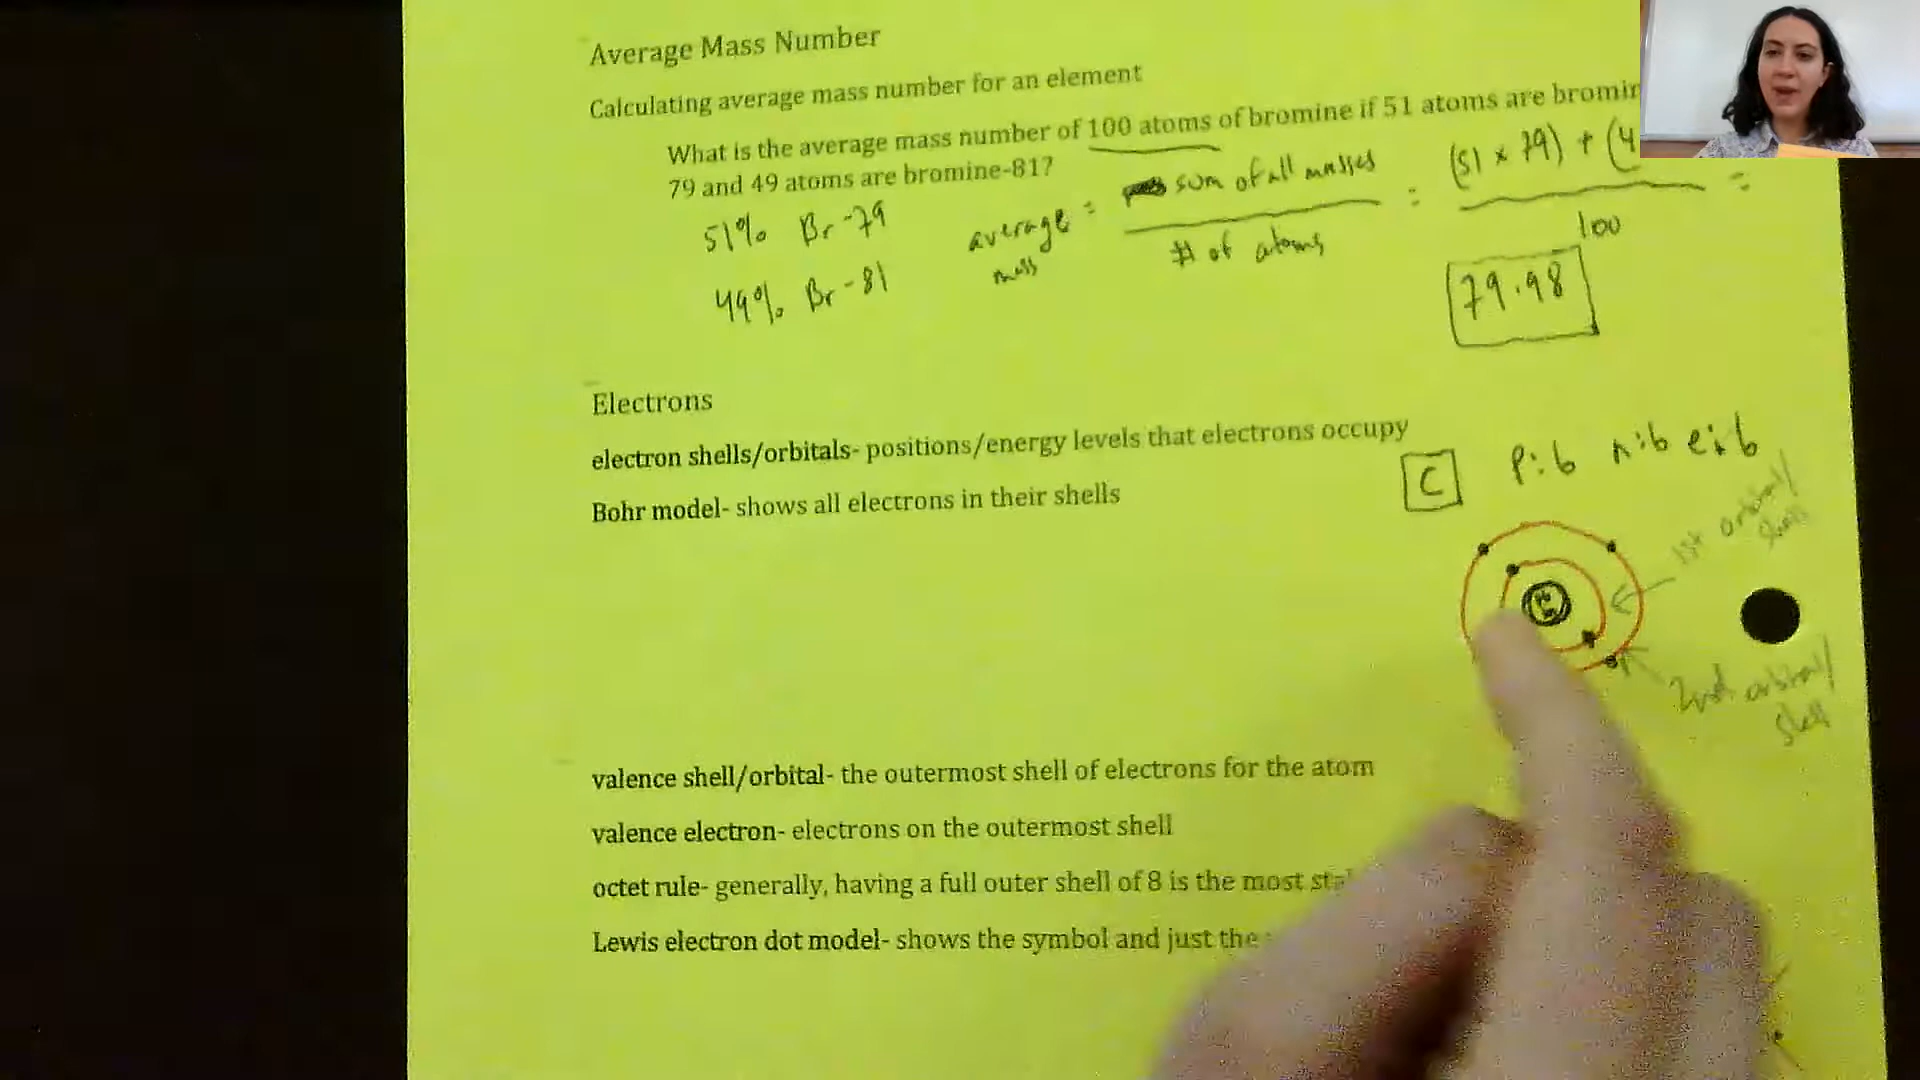 Average Mass Number
Calculating average mass number for an element
What is the average mass number of 100 atoms of bromine if 51 atoms are bromin
79 and 49 atoms are bromine-81?
51% Br-79
49% Br-81
average mass = sum of all masses / # of atoms = (51 x 79) + (4 / 100 =
79.98
Electrons
electron shells/orbitals- positions/energy levels that electrons occupy
C P:6 n:6 e:6
Bohr model- shows all electrons in their shells
1st orbital/
shell
2nd orbital/
shell
valence shell/orbital- the outermost shell of electrons for the atom
valence electron- electrons on the outermost shell
octet rule- generally, having a full outer shell of 8 is the most
Lewis electron dot model- shows the symbol and just the